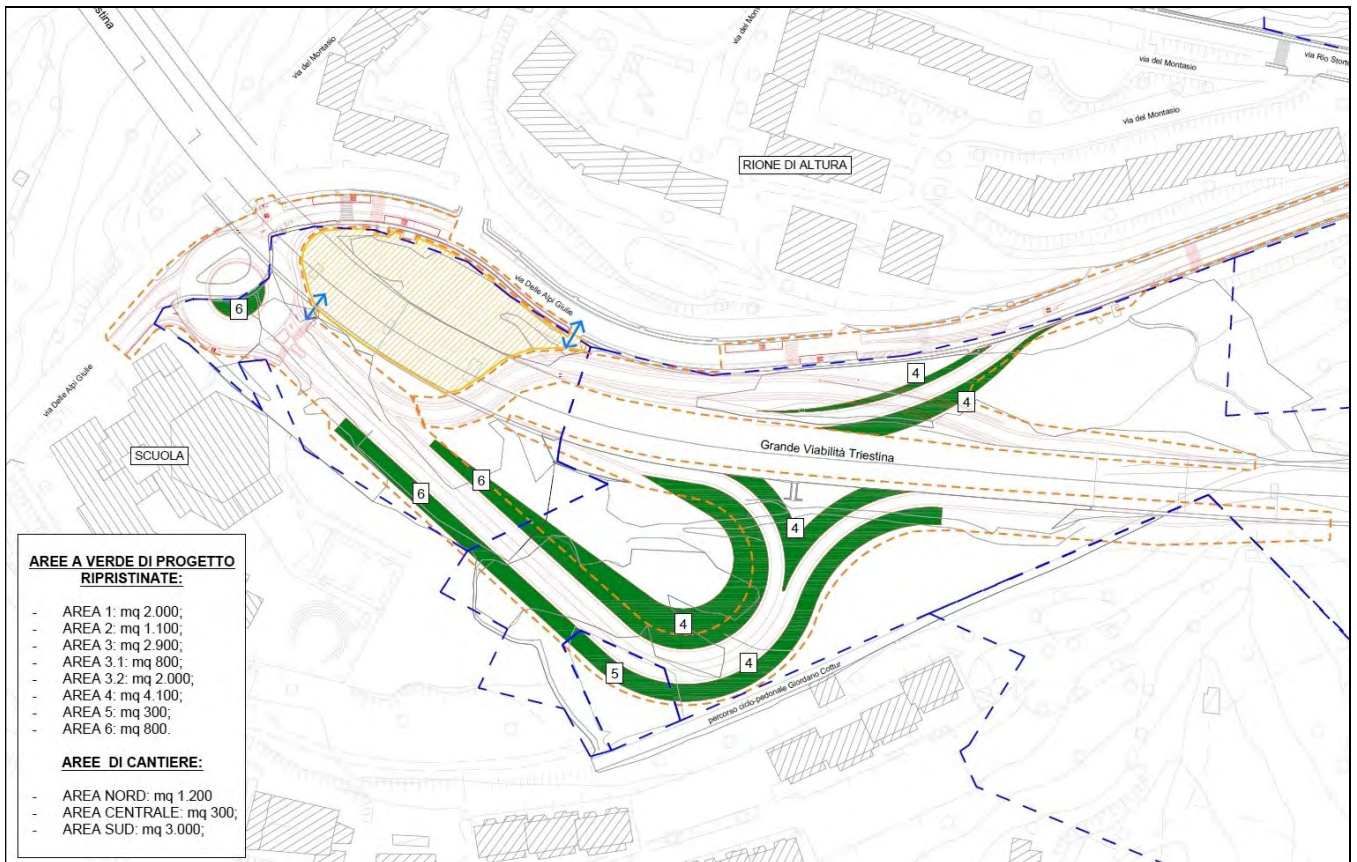 stina
via del Montasio
via del Mon
via del Montasio
via Rio Storto
via del Montasio
RIONE DI ALTURA
via Delle Alpi Giulie
6
via Delle Alpi Giulie
4
4
SCUOLA
Grande Viabilità Triestina
6
6
4
4
5
4
percorso ciclo-pedonale Giordano Cottur
AREE A VERDE DI PROGETTO
RIPRISTINATE:
- AREA 1: mq 2.000;
- AREA 2: mq 1.100;
- AREA 3: mq 2.900;
- AREA 3.1: mq 800;
- AREA 3.2: mq 2.000;
- AREA 4: mq 4.100;
- AREA 5: mq 300;
- AREA 6: mq 800.
AREE DI CANTIERE:
- AREA NORD: mq 1.200
- AREA CENTRALE: mq 300;
- AREA SUD: mq 3.000;